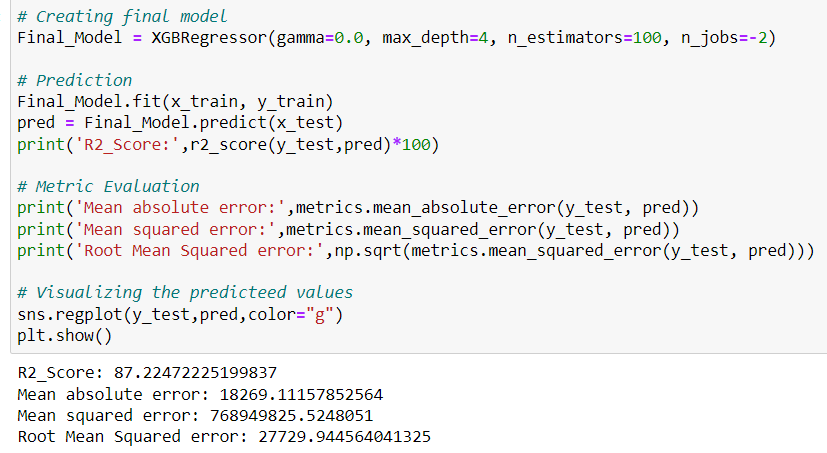 # Creating final model
Final_Model = XGBRegressor(gamma=0.0, max_depth=4, n_estimators=100, n_jobs=-2)
# Prediction
Final_Model.fit(x_train, y_train)
pred = Final_Model.predict(x_test)
print('R2_Score:',r2_score(y_test,pred)*100)
# Metric Evaluation
print('Mean absolute error:',metrics.mean_absolute_error(y_test, pred))
print('Mean squared error:',metrics.mean_squared_error(y_test, pred))
print('Root Mean Squared error:',np.sqrt(metrics.mean_squared_error(y_test, pred)))
# Visualizing the predicteed values
sns.regplot(y_test,pred,color="g")
plt.show()
R2_Score: 87.22472225199837
Mean absolute error: 18269.11157852564
Mean squared error: 768949825.5248051
Root Mean Squared error: 27729.944564041325